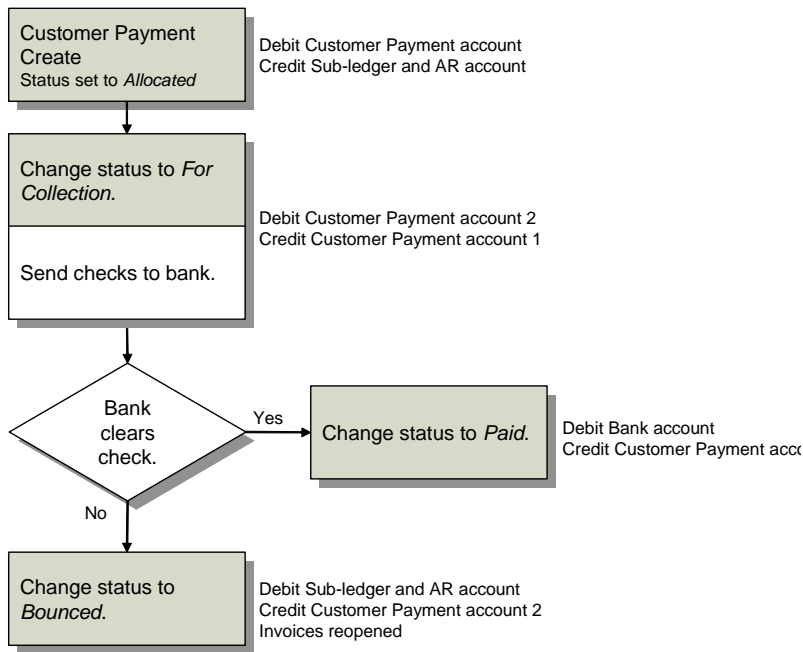 Customer Payment
Create
Status set to Allocated
Debit Customer Payment account
Credit Sub-ledger and AR account
Change status to For
Collection.
Send checks to bank.
Debit Customer Payment account 2
Credit Customer Payment account 1
Bank
clears
check.
Yes
Change status to Paid.
Debit Bank account
Credit Customer Payment
No
Change status to
Bounced.
Debit Sub-ledger and AR account
Credit Customer Payment account 2
Invoices reopened